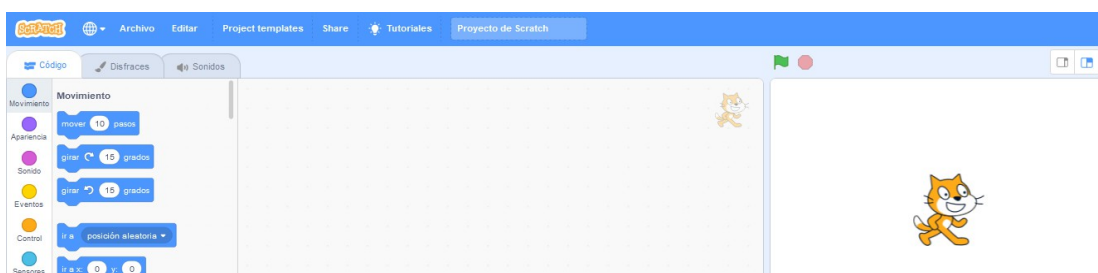 SCRATCH Archivo Editar Project templates Share Tutoriales Proyecto de Scratch
Código Disfraces Sonidos
Movimiento
Apariencia
Sonido
Eventos
Control
Sensores
Movimiento
mover 10 pasos
girar 15 grados
girar 15 grados
ir a posición aleatoria
ir a x: 0 y: 0